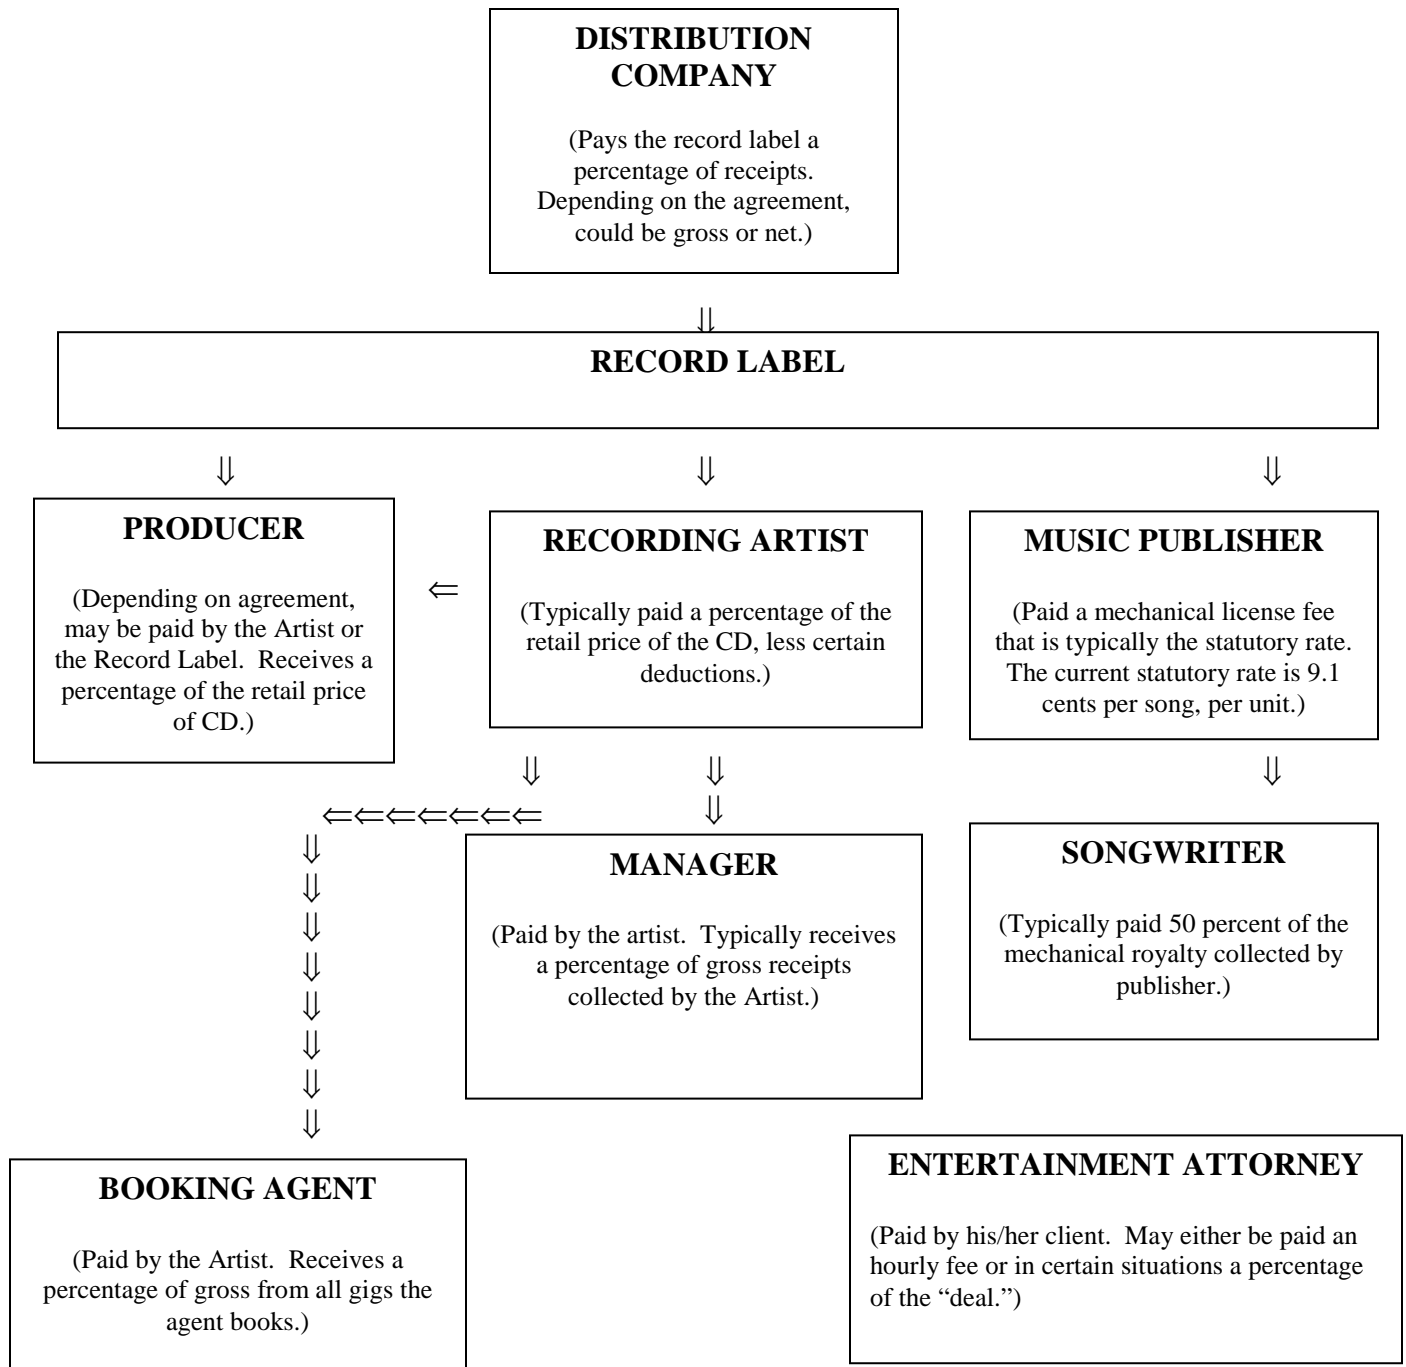 DISTRIBUTION
COMPANY
(Pays the record label a
percentage of receipts.
Depending on the agreement,
could be gross or net.)
⇓
RECORD LABEL
⇓ ⇓ ⇓
PRODUCER
(Depending on agreement,
may be paid by the Artist or
the Record Label. Receives a
percentage of the retail price
of CD.)
⇐
RECORDING ARTIST
(Typically paid a percentage of the
retail price of the CD, less certain
deductions.)
MUSIC PUBLISHER
(Paid a mechanical license fee
that is typically the statutory rate.
The current statutory rate is 9.1
cents per song, per unit.)
⇓ ⇓ ⇓
⇐⇐⇐⇐⇐⇐⇐ ⇓
⇓
⇓
⇓
⇓
⇓
⇓
⇓
⇓
MANAGER
(Paid by the artist. Typically receives
a percentage of gross receipts
collected by the Artist.)
SONGWRITER
(Typically paid 50 percent of the
mechanical royalty collected by
publisher.)
BOOKING AGENT
(Paid by the Artist. Receives a
percentage of gross from all gigs the
agent books.)
ENTERTAINMENT ATTORNEY
(Paid by his/her client. May either be paid an
hourly fee or in certain situations a percentage
of the “deal.”)